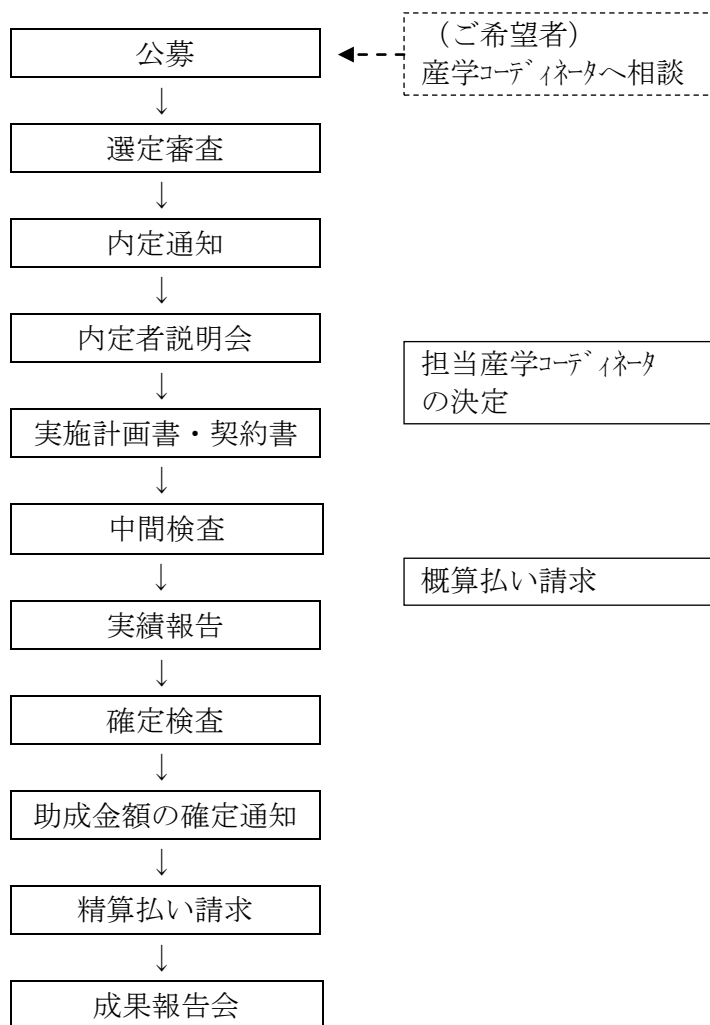 公募
（ご希望者）
産学ｺｰﾃﾞｨﾈｰﾀへ相談
↓
選定審査
↓
内定通知
↓
内定者説明会
担当産学ｺｰﾃﾞｨﾈｰﾀ
の決定
↓
実施計画書・契約書
↓
中間検査
概算払い請求
↓
実績報告
↓
確定検査
↓
助成金額の確定通知
↓
精算払い請求
↓
成果報告会